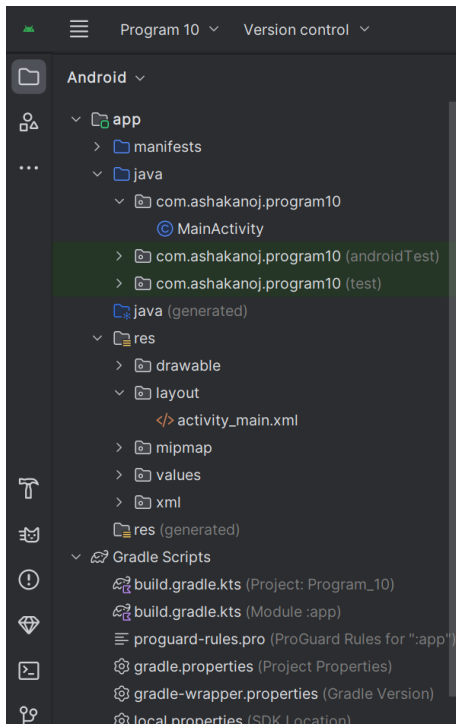 Program 10 Version control
Android
app
manifests
java
com.ashakanoj.program10
MainActivity
com.ashakanoj.program10 (androidTest)
com.ashakanoj.program10 (test)
java (generated)
res
drawable
layout
activity_main.xml
mipmap
values
xml
res (generated)
Gradle Scripts
build.gradle.kts (Project: Program_10)
build.gradle.kts (Module :app)
proguard-rules.pro (ProGuard Rules for ":app")
gradle.properties (Project Properties)
gradle-wrapper.properties (Gradle Version)
local.properties (SDK Location)